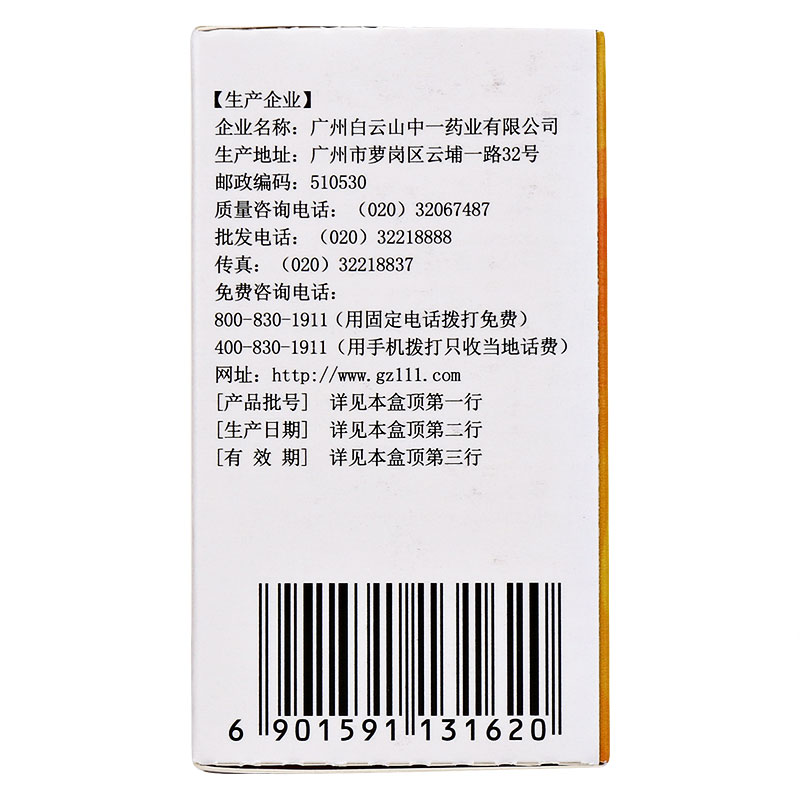 【生产企业】
企业名称：广州白云山中一药业有限公司
生产地址：广州市萝岗区云埔一路32号
邮政编码：510530
质量咨询电话：（020）32067487
批发电话：（020）32218888
传真：（020）32218837
免费咨询电话：
800-830-1911（用固定电话拨打免费）
400-830-1911（用手机拨打只收当地话费）
网址：http://www.gz111.com
[产品批号] 详见本盒顶第一行
[生产日期] 详见本盒顶第二行
[有 效 期] 详见本盒顶第三行
6 901591 131620